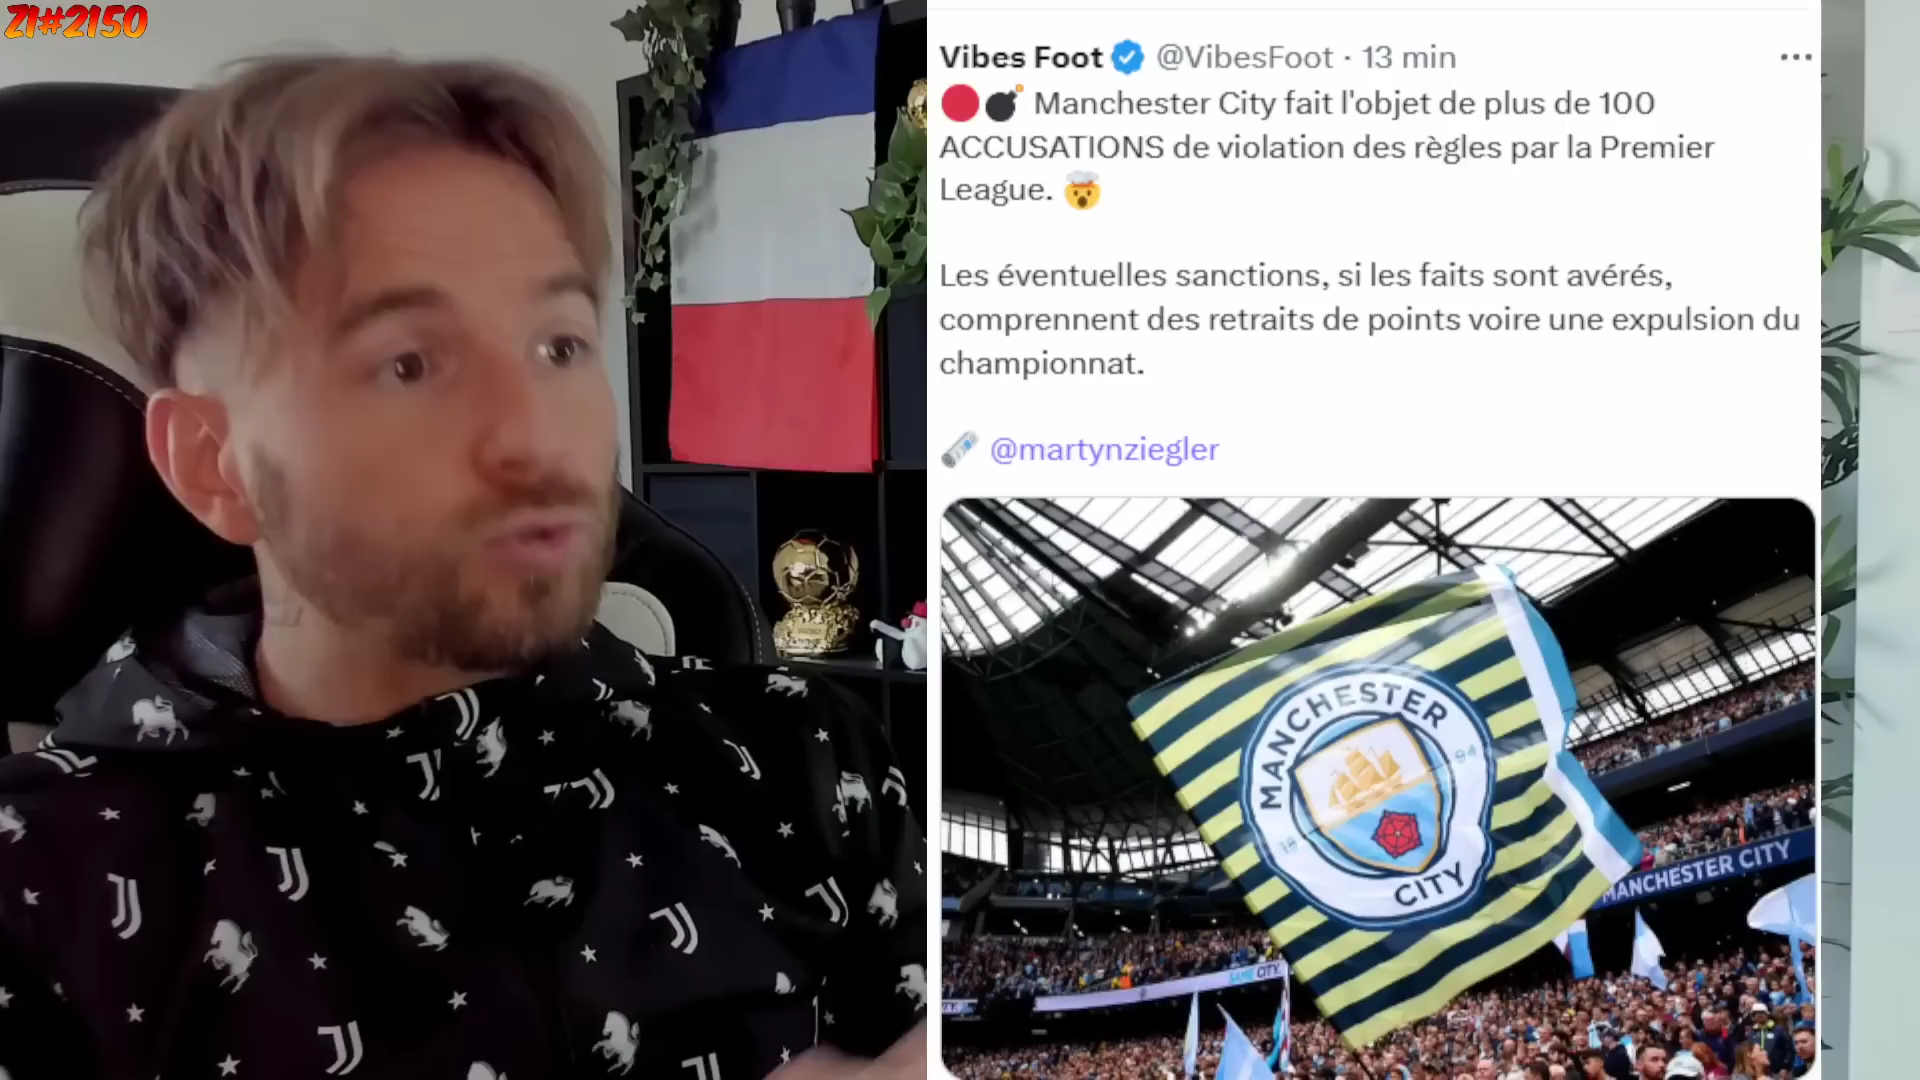 Z1#2150
Vibes Foot @VibesFoot · 13 min
Manchester City fait l'objet de plus de 100
ACCUSATIONS de violation des règles par la Premier
League.
Les éventuelles sanctions, si les faits sont avérés,
comprennent des retraits de points voire une expulsion du
championnat.
@martynziegler
MANCHESTER
18 94
CITY
MANCHESTER CITY